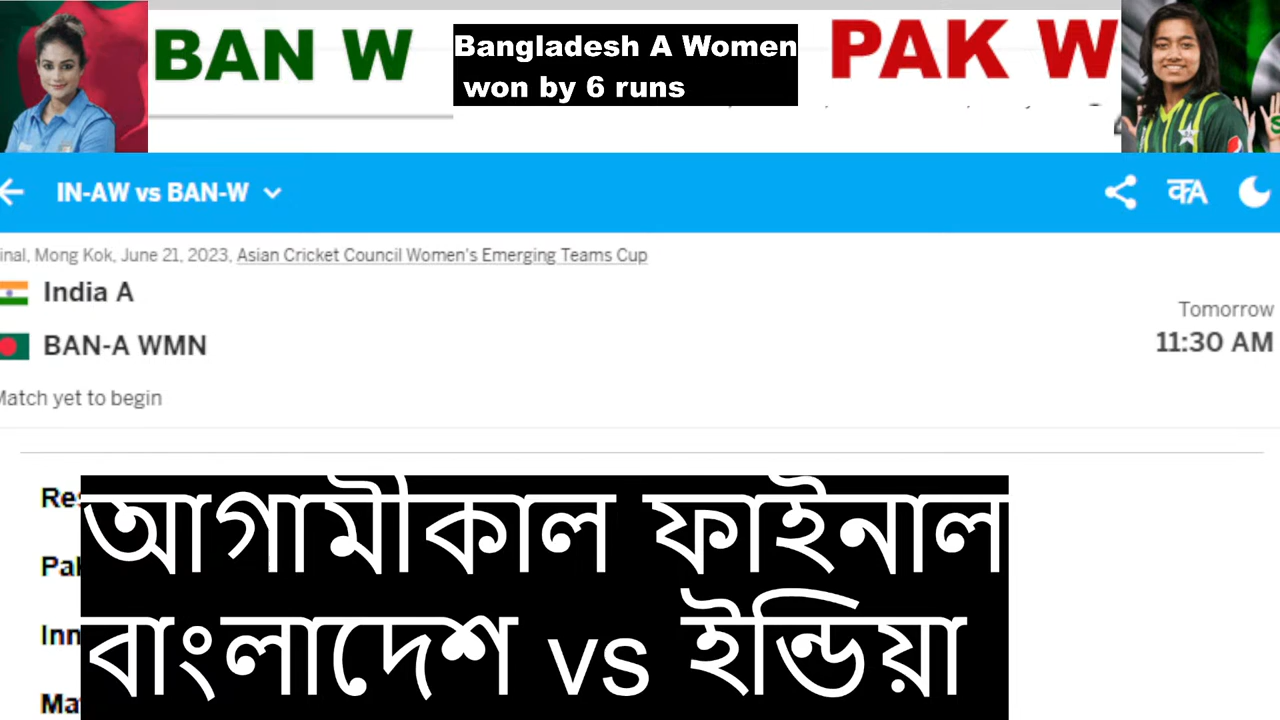 BAN W
Bangladesh A Women
won by 6 runs
PAK W
IN-AW vs BAN-W
inal, Mong Kok, June 21, 2023, Asian Cricket Council Women's Emerging Teams Cup
India A
Tomorrow
BAN-A WMN
11:30 AM
Match yet to begin
আগামীকাল ফাইনাল
বাংলাদেশ vs ইন্ডিয়া